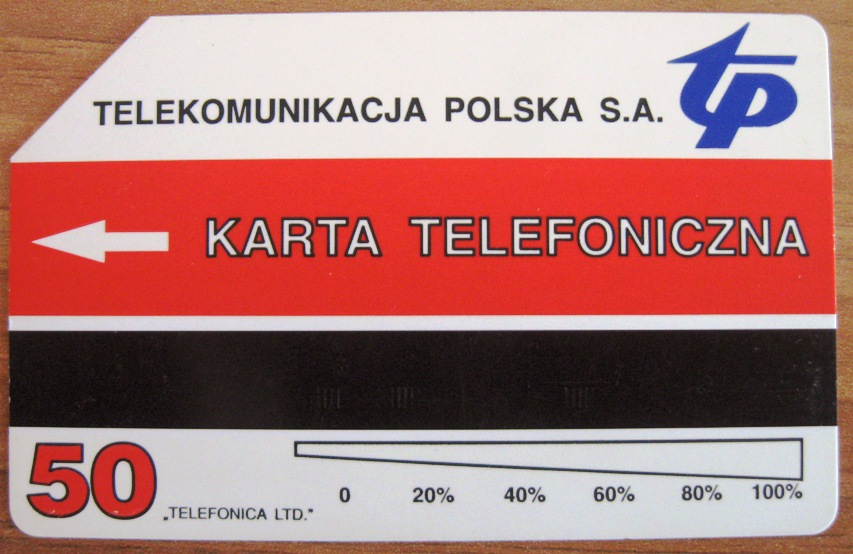 TELEKOMUNIKACJA POLSKA S.A.
tp
KARTA TELEFONICZNA
50
„TELEFONICA LTD.”
0 20% 40% 60% 80% 100%